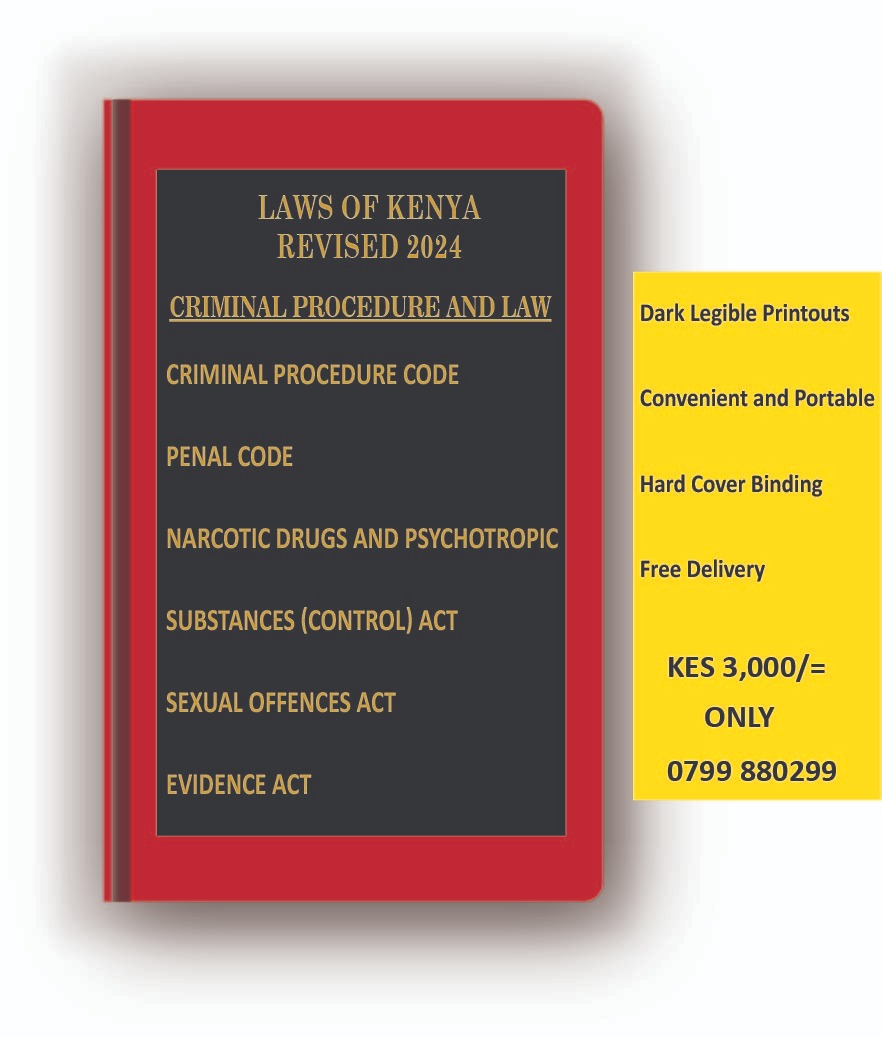 LAWS OF KENYA
REVISED 2024
CRIMINAL PROCEDURE AND LAW
CRIMINAL PROCEDURE CODE
PENAL CODE
NARCOTIC DRUGS AND PSYCHOTROPIC
SUBSTANCES (CONTROL) ACT
SEXUAL OFFENCES ACT
EVIDENCE ACT
Dark Legible Printouts
Convenient and Portable
Hard Cover Binding
Free Delivery
KES 3,000/=
ONLY
0799 880299